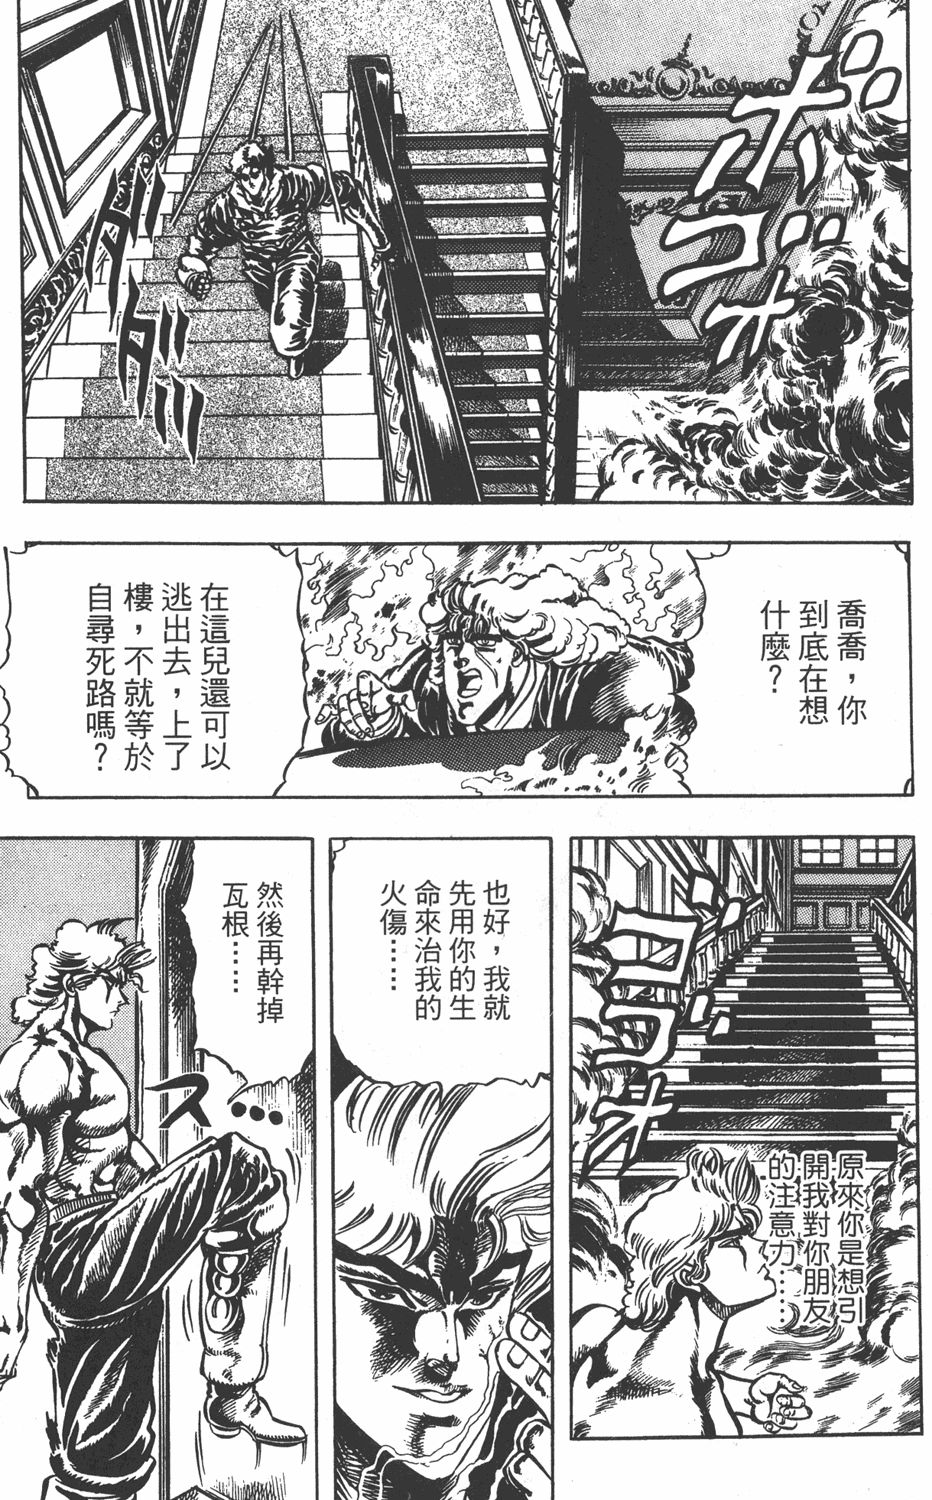 ボゴオ
ダダダッ
喬喬，你
到底在想
什麼？
在這兒還可以
逃出去，上了
樓，不就等於
自尋死路嗎？
ゴゴオ
原來你是想引
開我對你朋友
的注意力……
也好，我就
先用你的生
命來治我的
火傷……
然後再幹掉
瓦根……
ス…